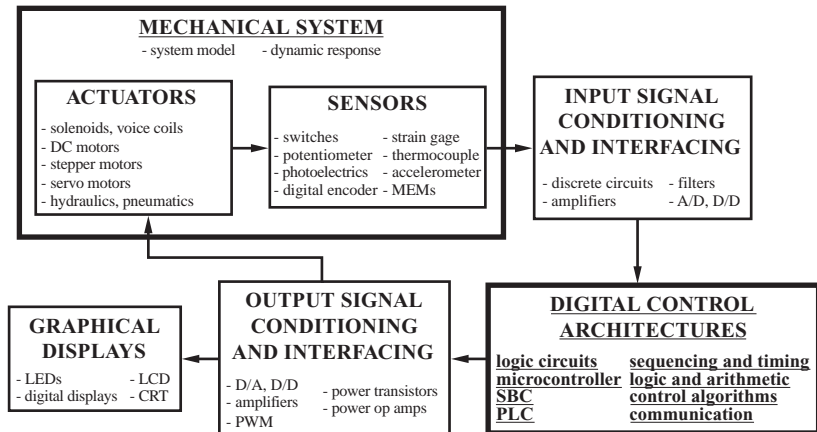 MECHANICAL SYSTEM
- system model - dynamic response
ACTUATORS
- solenoids, voice coils
- DC motors
- stepper motors
- servo motors
- hydraulics, pneumatics
SENSORS
- switches - strain gage
- potentiometer - thermocouple
- photoelectrics - accelerometer
- digital encoder - MEMs
INPUT SIGNAL
CONDITIONING
AND INTERFACING
- discrete circuits - filters
- amplifiers - A/D, D/D
GRAPHICAL
DISPLAYS
- LEDs - LCD
- digital displays - CRT
OUTPUT SIGNAL
CONDITIONING
AND INTERFACING
- D/A, D/D - power transistors
- amplifiers - power op amps
- PWM
DIGITAL CONTROL
ARCHITECTURES
logic circuits sequencing and timing
microcontroller logic and arithmetic
SBC control algorithms
PLC communication